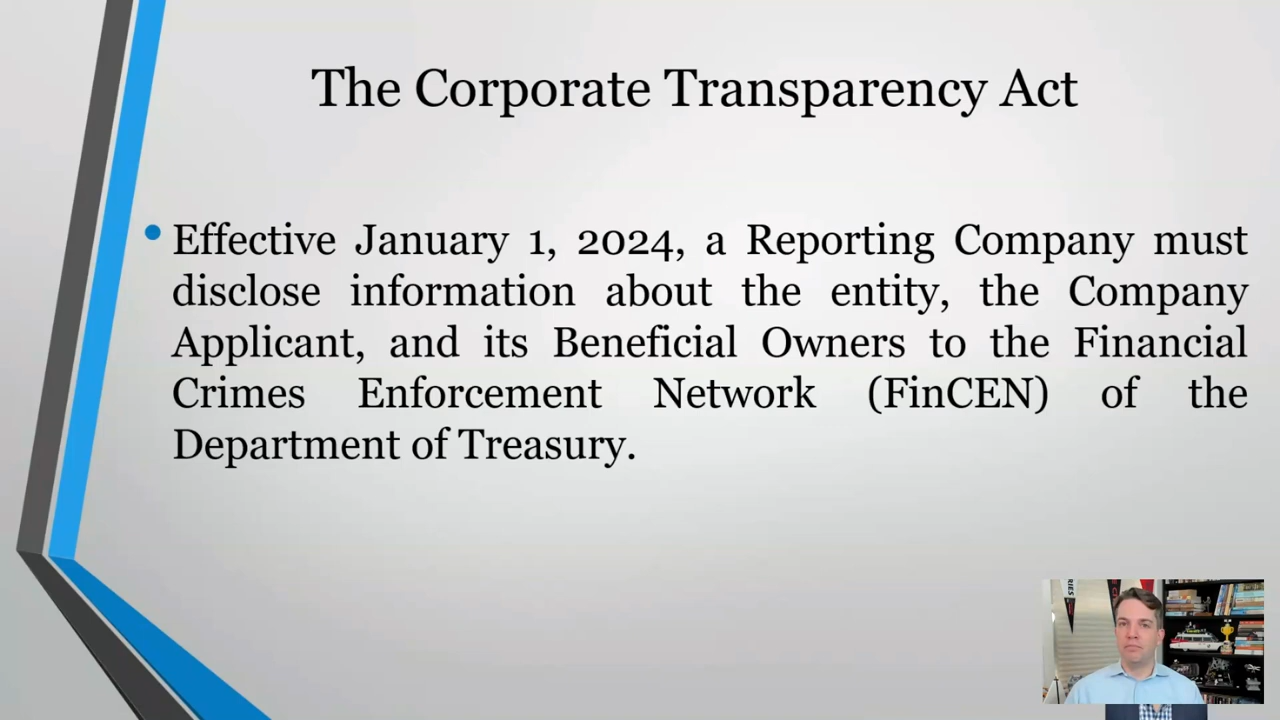 The Corporate Transparency Act
• Effective January 1, 2024, a Reporting Company must
disclose information about the entity, the Company
Applicant, and its Beneficial Owners to the Financial
Crimes Enforcement Network (FinCEN) of the
Department of Treasury.